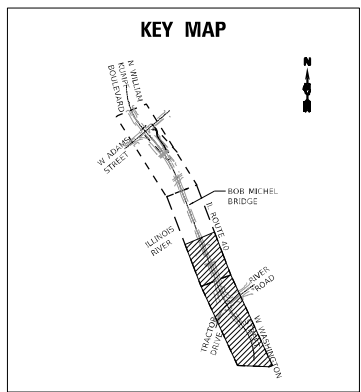 KEY MAP
N
N WILLIAM
KUMPF
BOULEVARD
W ADAMS
STREET
BOB MICHEL
BRIDGE
IL ROUTE 40
ILLINOIS
RIVER
RIVER
ROAD
TRACTOR
DRIVE
W WASHINGTON
STREET